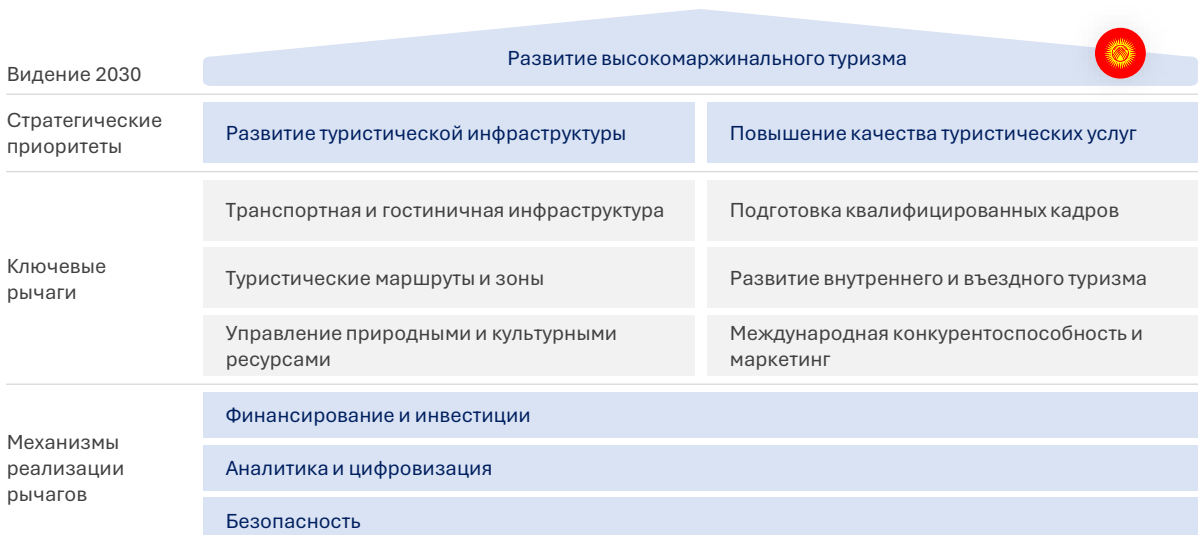 Видение 2030
Развитие высокомаржинального туризма
Стратегические
приоритеты
Развитие туристической инфраструктуры
Повышение качества туристических услуг
Ключевые
рычаги
Транспортная и гостиничная инфраструктура
Подготовка квалифицированных кадров
Туристические маршруты и зоны
Развитие внутреннего и въездного туризма
Управление природными и культурными
ресурсами
Международная конкурентоспособность и
маркетинг
Механизмы
реализации
рычагов
Финансирование и инвестиции
Аналитика и цифровизация
Безопасность